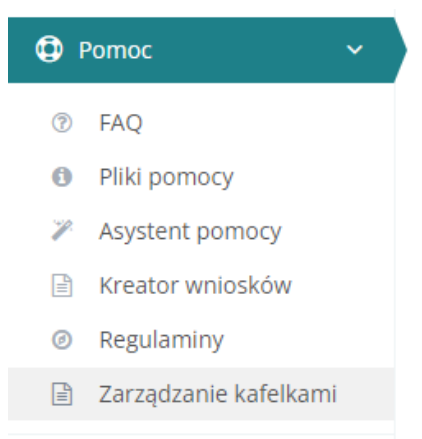 Pomoc
FAQ
Pliki pomocy
Asystent pomocy
Kreator wniosków
Regulaminy
Zarządzanie kafelkami